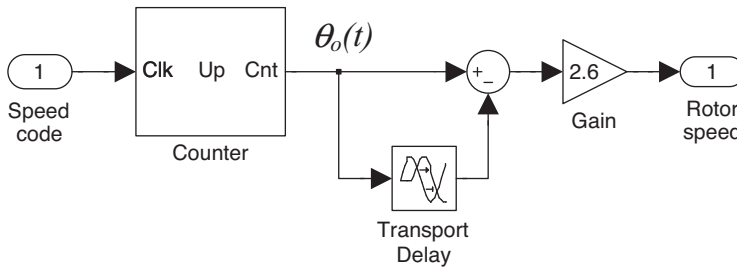 θo(t)
1
Clk Up Cnt
+
−
2.6
1
Speed
code
Counter
Gain
Rotor
speed
Transport
Delay